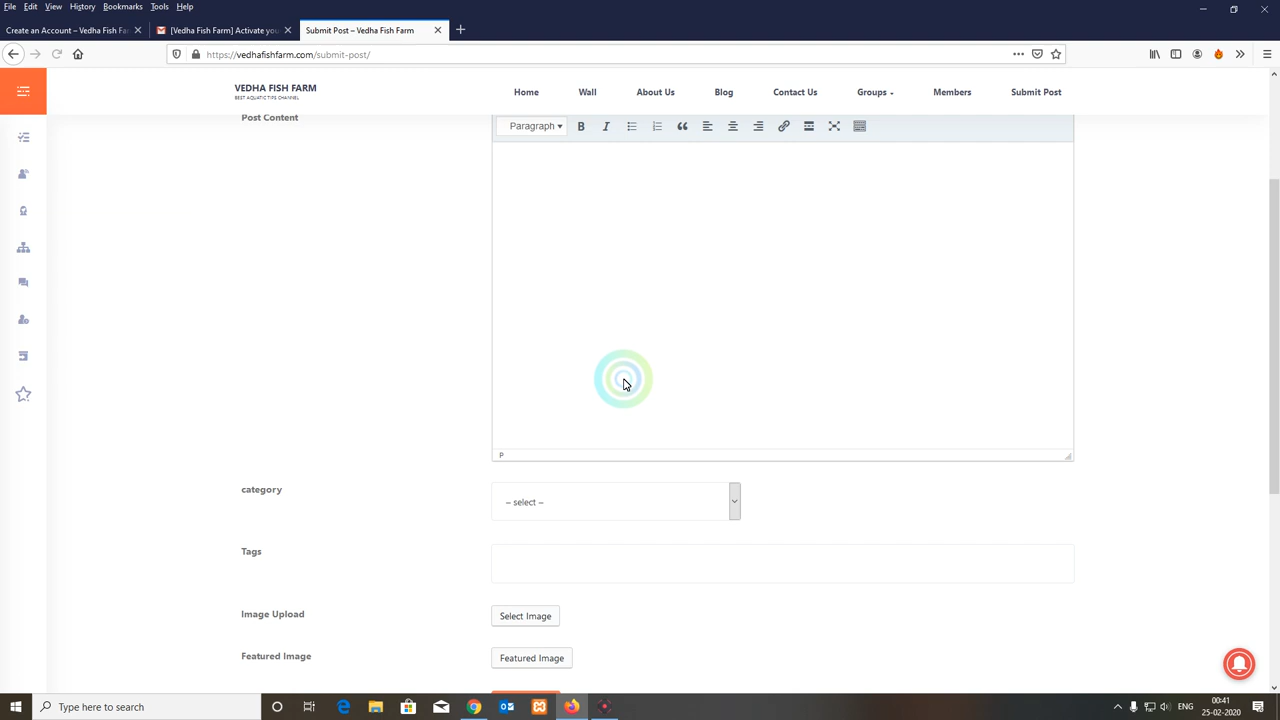 File Edit View History Bookmarks Tools Help
Create an Account – Vedha Fish Far
[Vedha Fish Farm] Activate you
Submit Post – Vedha Fish Farm
https://vedhafishfarm.com/submit-post/
VEDHA FISH FARM
BEST AQUATIC TIPS CHANNEL
Home Wall About Us Blog Contact Us Groups Members Submit Post
Post Content
Paragraph B I
P
category
– select –
Tags
Image Upload
Select Image
Featured Image
Featured Image
Type here to search
ENG
00:41
25-02-2020